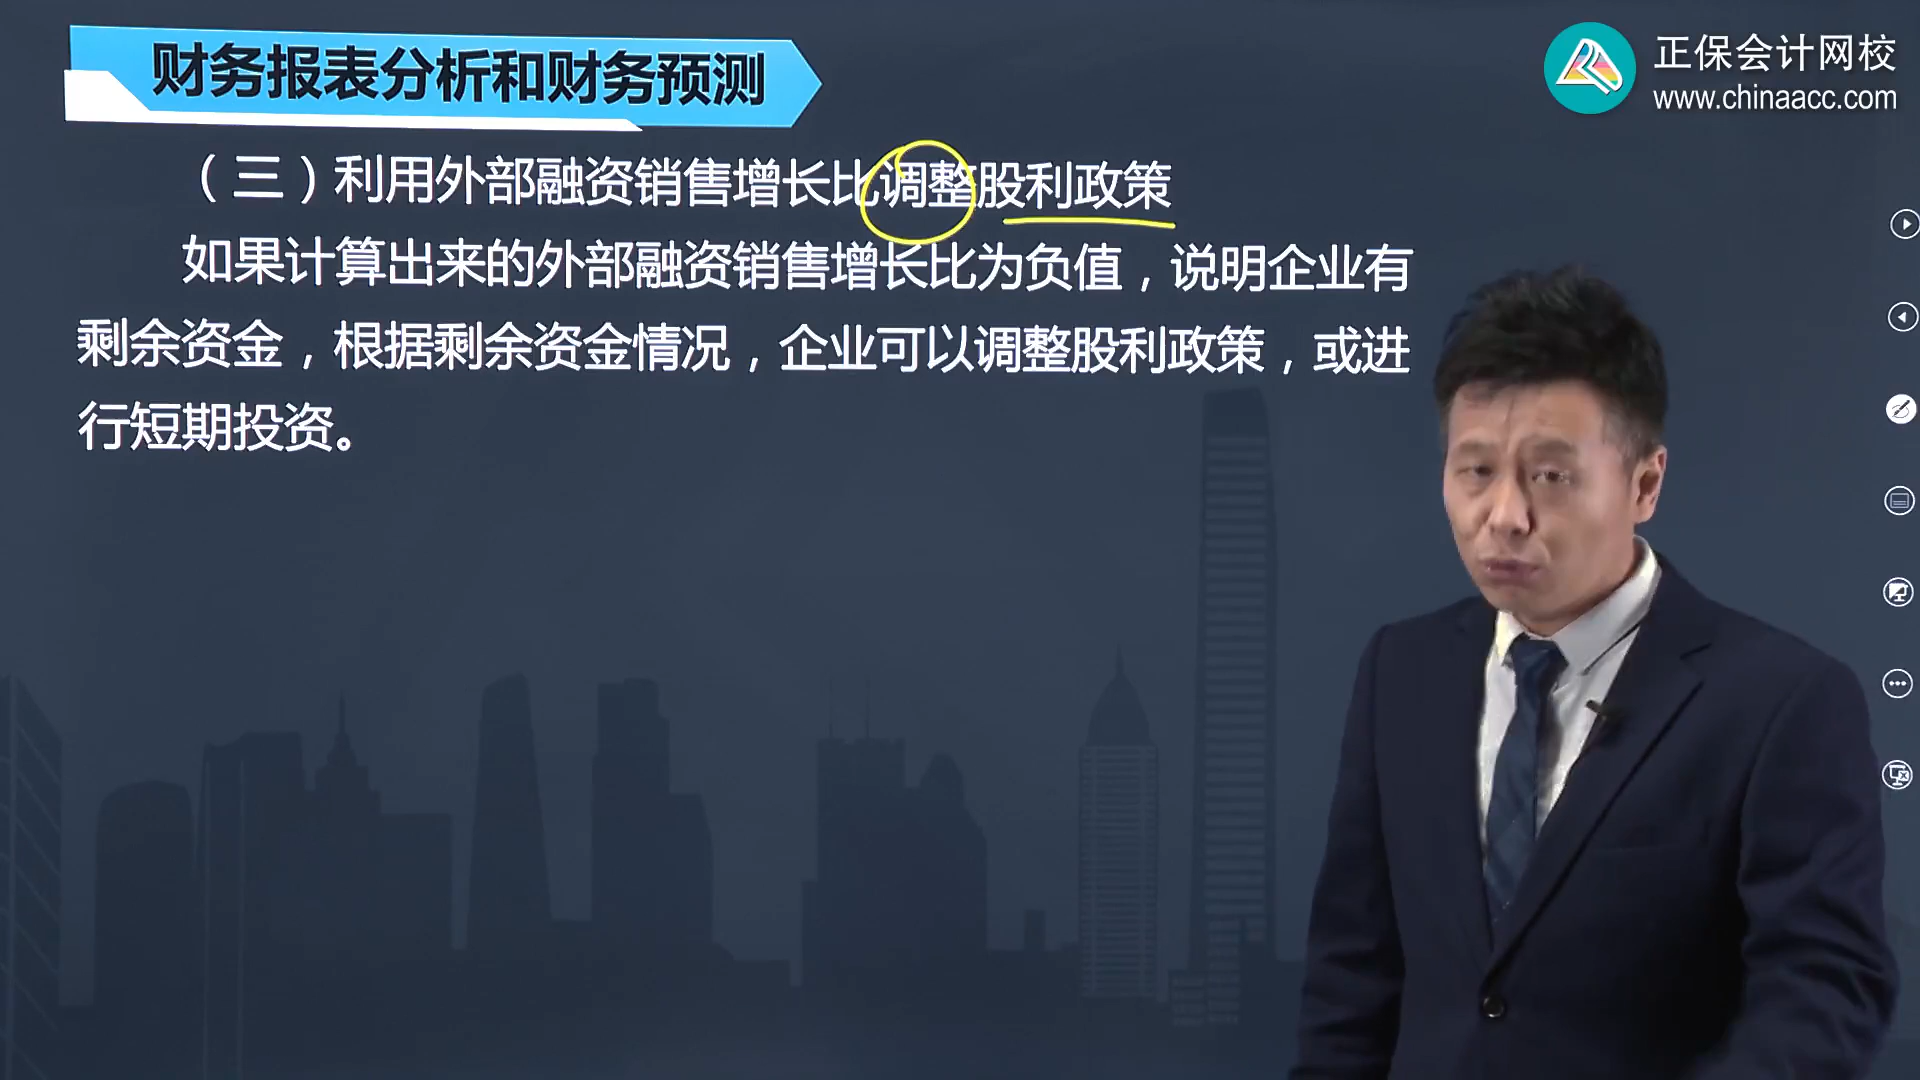 财务报表分析和财务预测
正保会计网校
www.chinaacc.com
（三）利用外部融资销售增长比调整股利政策
如果计算出来的外部融资销售增长比为负值，说明企业有
剩余资金，根据剩余资金情况，企业可以调整股利政策，或进
行短期投资。